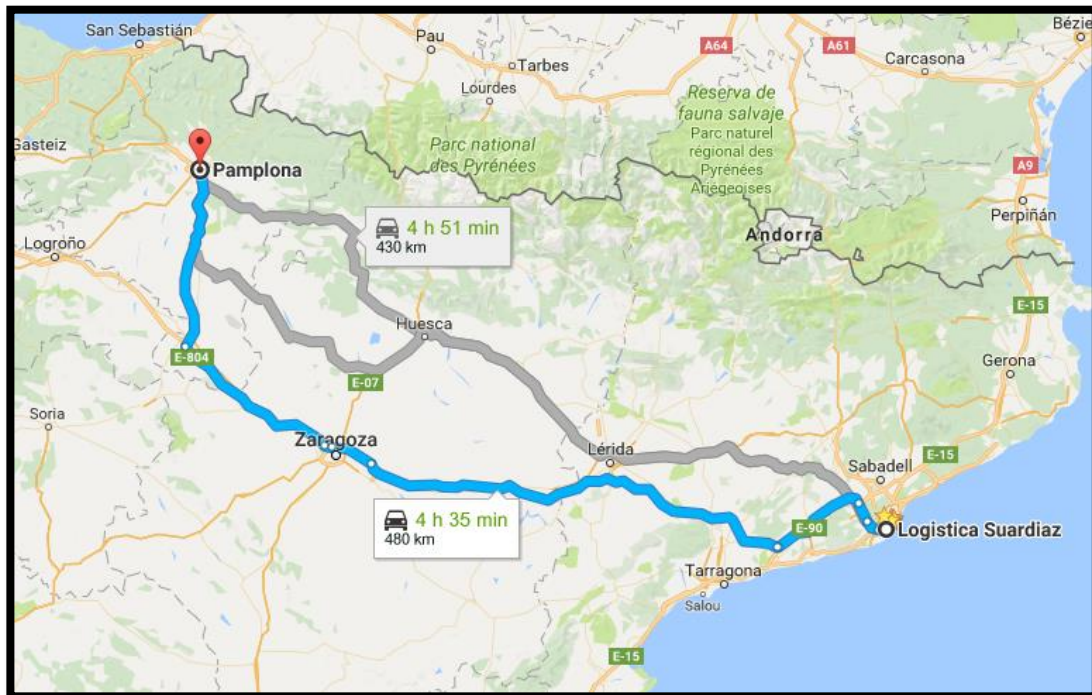 San Sebastián
Pau
A64
A61
Béziers
Carcasona
Tarbes
Lourdes
Reserva de
fauna salvaje
Parc naturel
régional des
Pyrénées
Ariégeoises
Gasteiz
Parc national
des Pyrénées
A9
Pamplona
Perpiñán
4 h 51 min
430 km
Andorra
Logroño
E-15
Huesca
E-804
Gerona
E-07
Soria
Zaragoza
Lérida
E-15
Sabadell
4 h 35 min
480 km
E-90
Logistica Suardiaz
Tarragona
Salou
E-15